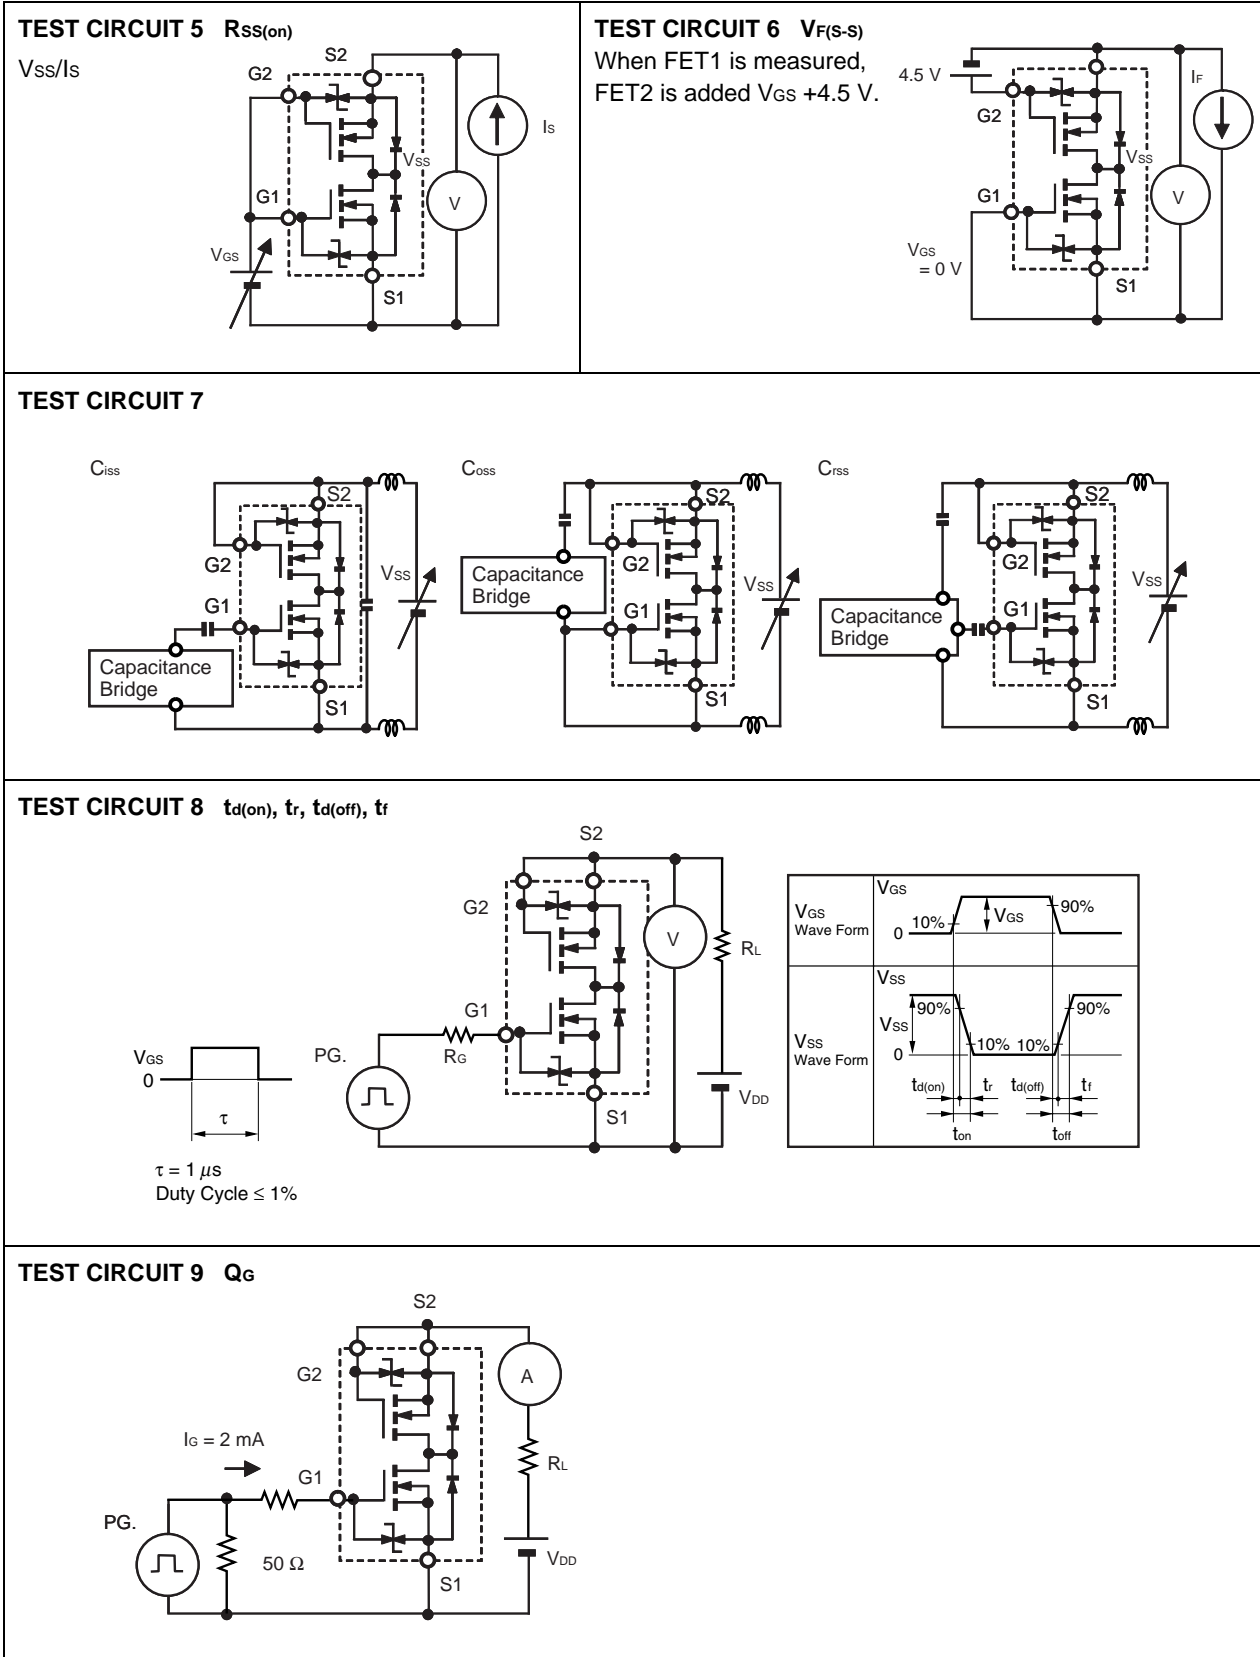 TEST CIRCUIT 5 RSS(on)
VSS/IS
S2
G2
IS
VSS
V
G1
VGS
S1
TEST CIRCUIT 6 VF(S-S)
When FET1 is measured,
FET2 is added VGS +4.5 V.
4.5 V
IF
G2
VSS
V
G1
VGS
= 0 V
S1
TEST CIRCUIT 7
Ciss
S2
G2
VSS
G1
Capacitance
Bridge
S1
Coss
S2
G2
Capacitance
Bridge
VSS
G1
S1
Crss
S2
G2
VSS
G1
Capacitance
Bridge
S1
TEST CIRCUIT 8 td(on), tr, td(off), tf
S2
G2
V
RL
G1
RG
PG.
VDD
S1
VGS
0
τ
τ = 1 μs
Duty Cycle ≤ 1%
VGS
Wave Form
VGS
10%
0
VGS
90%
VSS
Wave Form
VSS
90%
90%
VSS
10% 10%
0
td(on) tr td(off) tf
ton toff
TEST CIRCUIT 9 QG
S2
G2
A
IG = 2 mA
RL
G1
PG.
50 Ω
VDD
S1